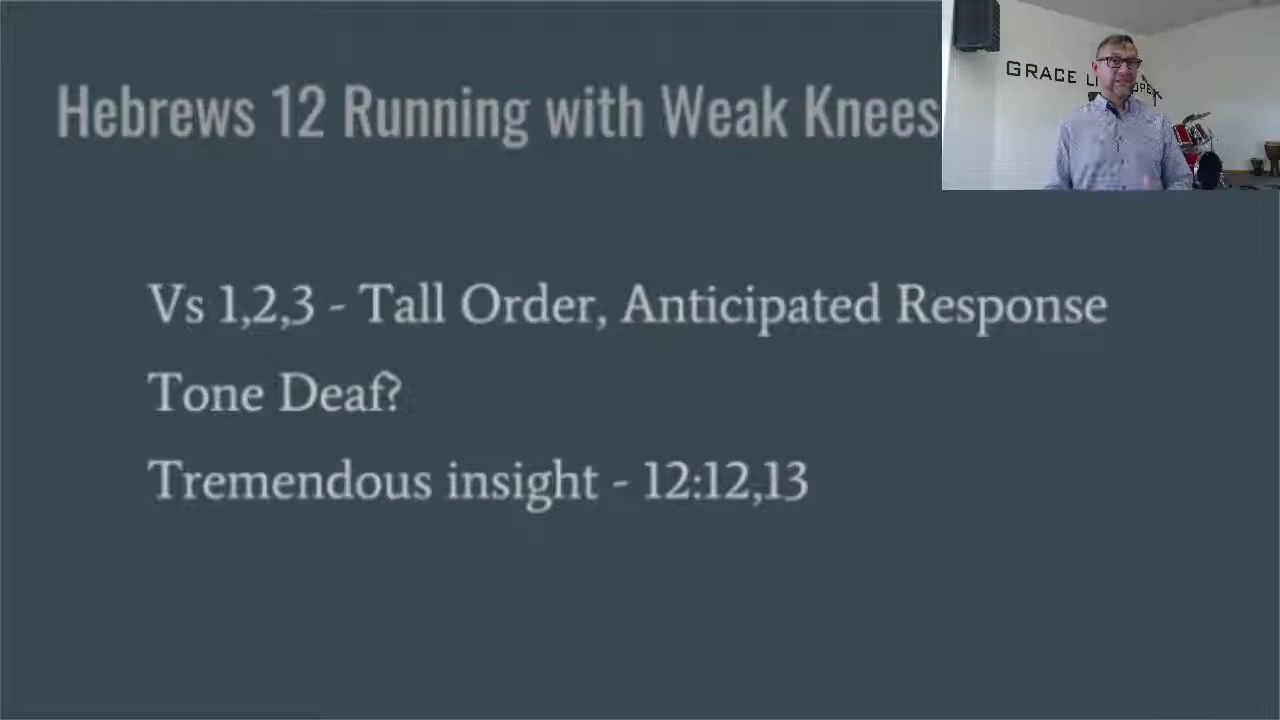 Hebrews 12 Running with Weak Knees
GRACE
Vs 1,2,3 - Tall Order, Anticipated Response
Tone Deaf?
Tremendous insight - 12:12,13